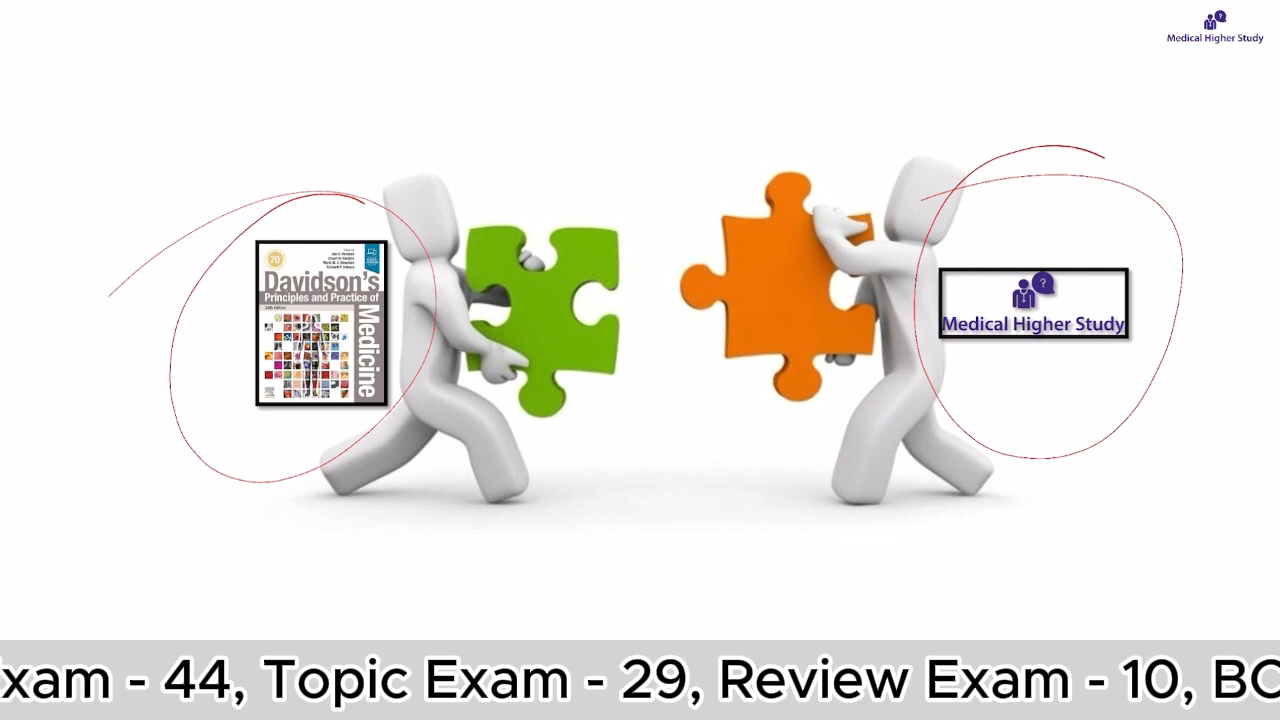 Medical Higher Study
Davidson's
Principles and Practice of
Medicine
Medical Higher Study
xam - 44, Topic Exam - 29, Review Exam - 10, BC